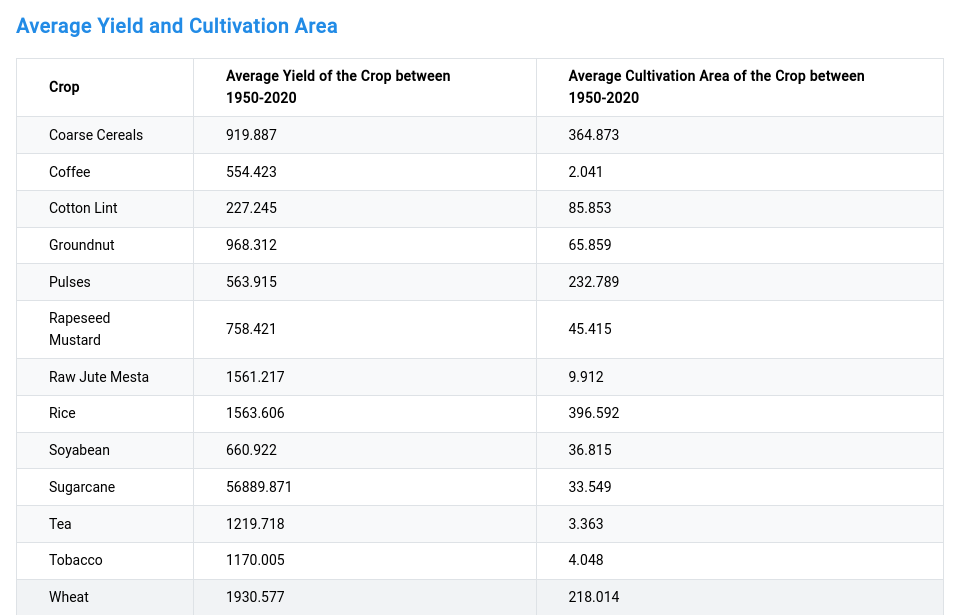 Average Yield and Cultivation Area
Crop
Average Yield of the Crop between
1950-2020
Average Cultivation Area of the Crop between
1950-2020
Coarse Cereals 919.887 364.873
Coffee 554.423 2.041
Cotton Lint 227.245 85.853
Groundnut 968.312 65.859
Pulses 563.915 232.789
Rapeseed
Mustard
758.421 45.415
Raw Jute Mesta 1561.217 9.912
Rice 1563.606 396.592
Soyabean 660.922 36.815
Sugarcane 56889.871 33.549
Tea 1219.718 3.363
Tobacco 1170.005 4.048
Wheat 1930.577 218.014